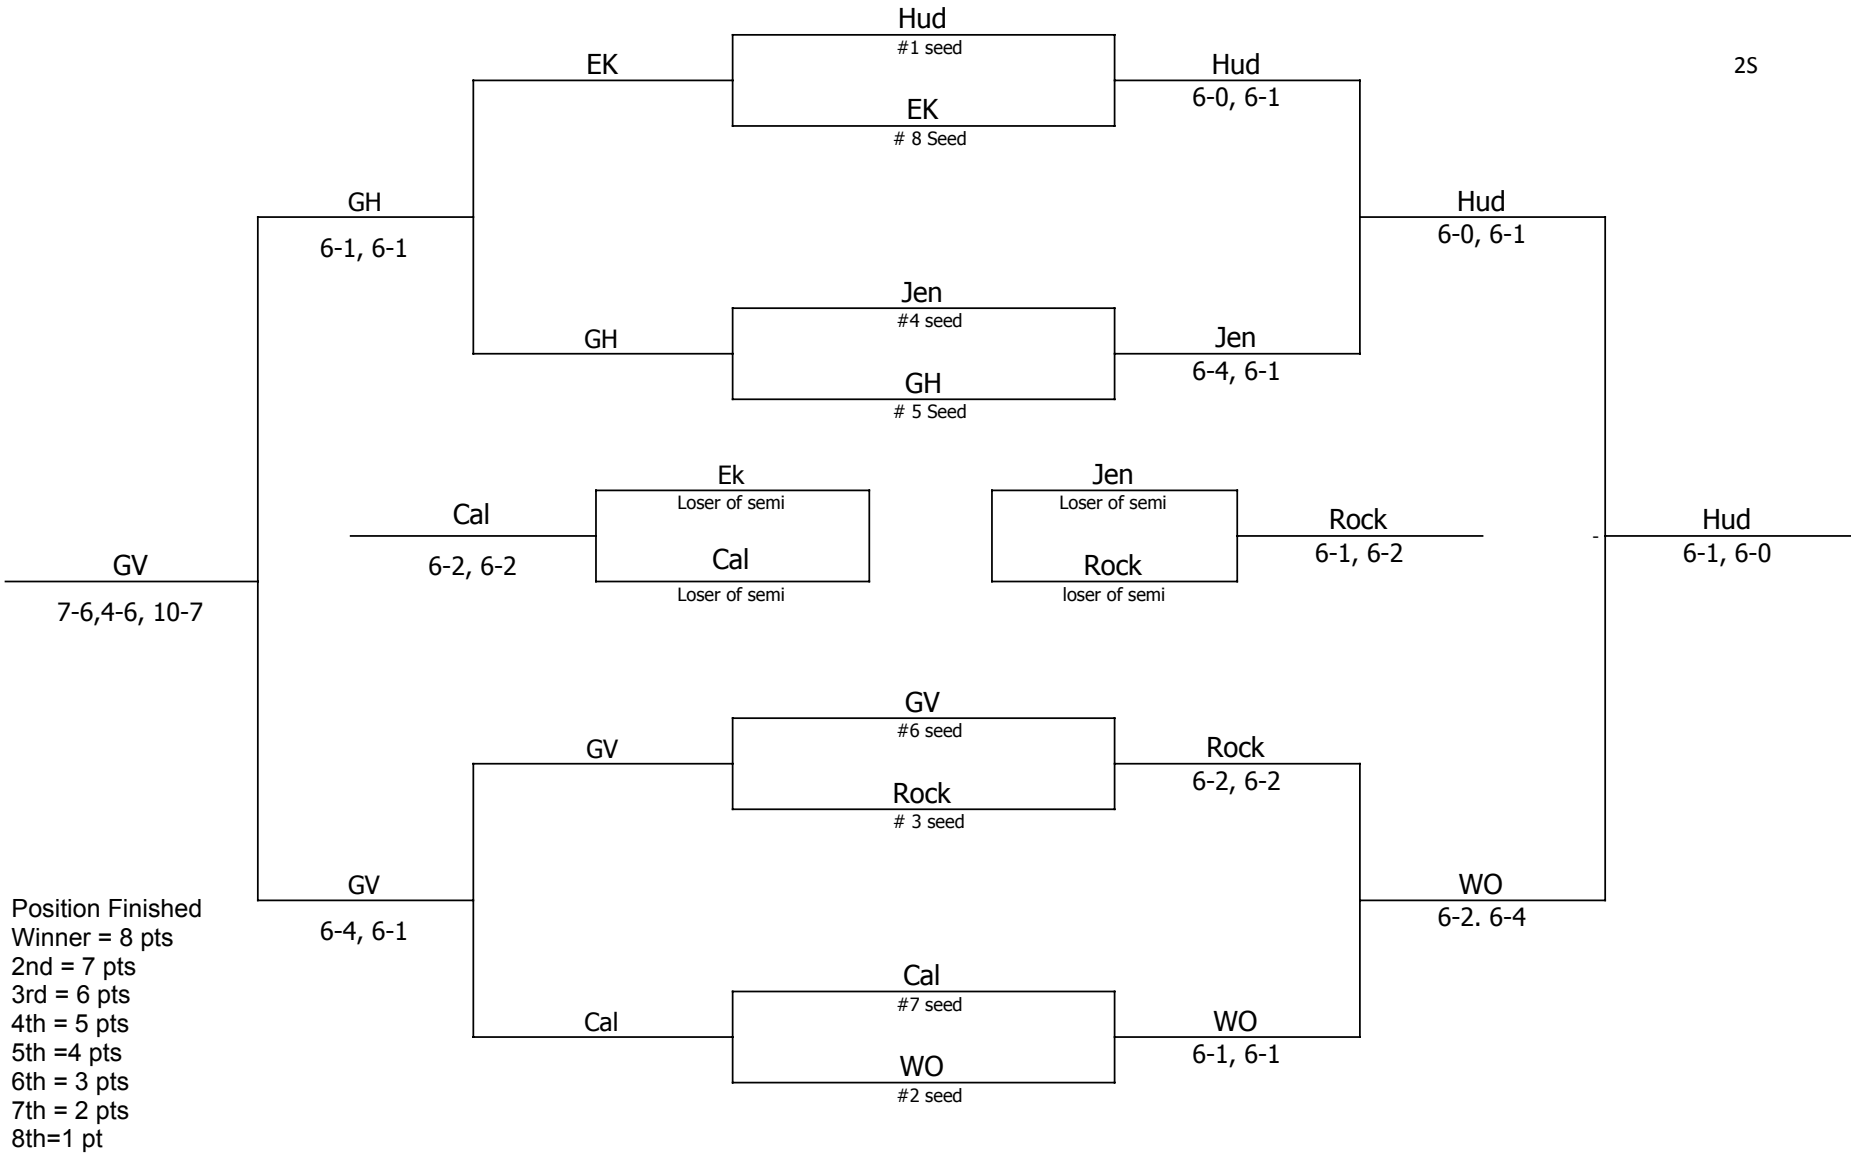 Hud
#1 seed
EK
Hud
2S
6-0, 6-1
EK
# 8 Seed
GH
6-1, 6-1
Hud
6-0, 6-1
Jen
#4 seed
GH
Jen
6-4, 6-1
GH
# 5 Seed
Ek
Loser of semi
Cal
6-2, 6-2
Cal
Loser of semi
Jen
Loser of semi
Rock
6-1, 6-2
Rock
loser of semi
-
Hud
6-1, 6-0
GV
7-6,4-6, 10-7
GV
#6 seed
GV
Rock
6-2, 6-2
Rock
# 3 seed
GV
6-4, 6-1
WO
6-2. 6-4
Cal
#7 seed
Cal
WO
6-1, 6-1
WO
#2 seed
Position Finished
Winner = 8 pts
2nd = 7 pts
3rd = 6 pts
4th = 5 pts
5th =4 pts
6th = 3 pts
7th = 2 pts
8th=1 pt